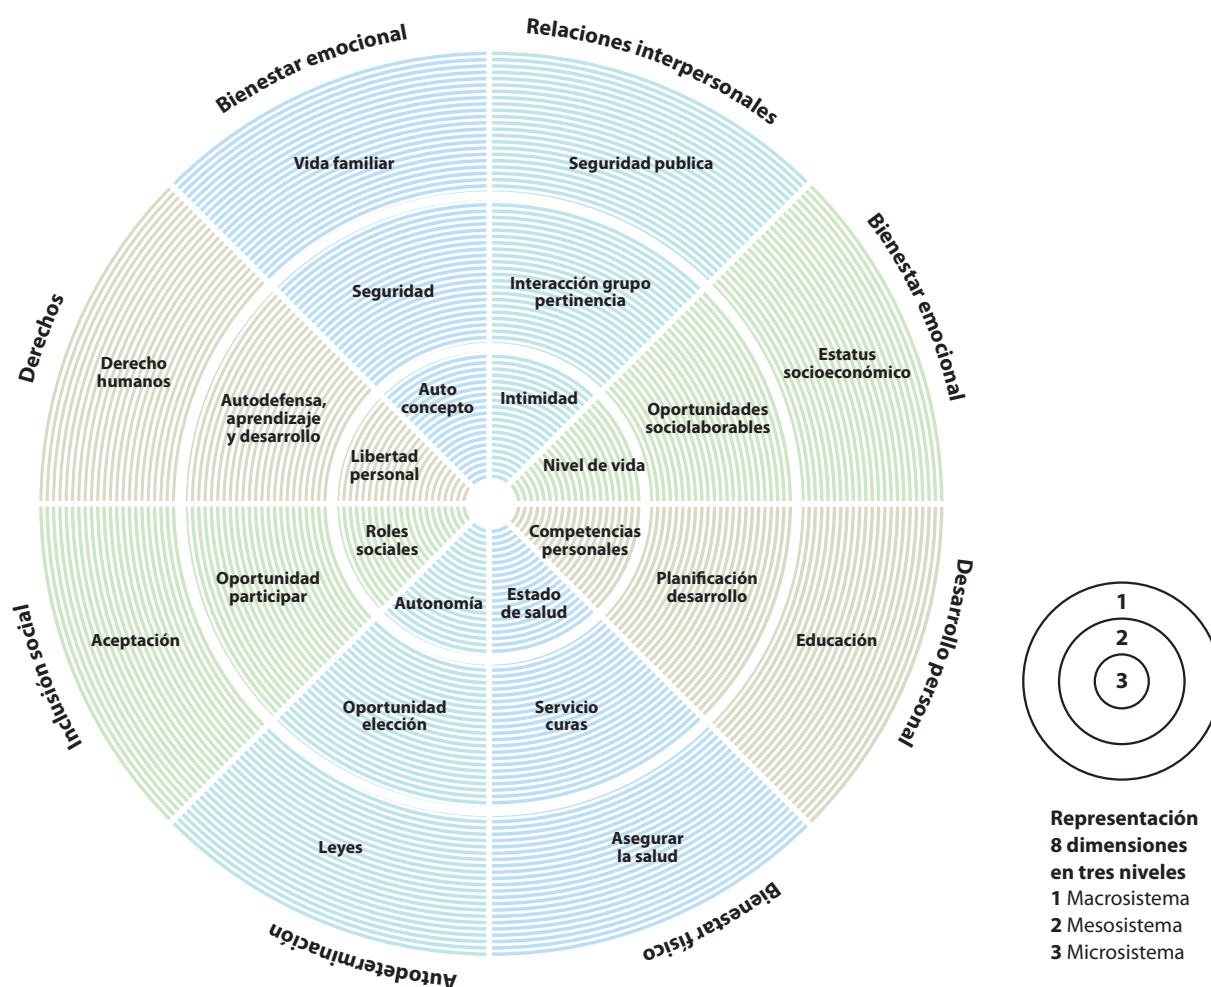 Bienestar emocional
Relaciones interpersonales
Vida familiar
Seguridad publica
Bienestar emocional
Seguridad
Interacción grupo
pertinencia
Derechos
Derecho
humanos
Estatus
socioeconómico
Autodefensa,
aprendizaje
y desarrollo
Auto
concepto
Intimidad
Oportunidades
sociolaborables
Libertad
personal
Nivel de vida
Roles
sociales
Competencias
personales
Oportunidad
participar
Autonomía
Estado
de salud
Planificación
desarrollo
Desarrollo personal
Inclusión social
Aceptación
Educación
Oportunidad
elección
Servicio
curas
Leyes
Asegurar
la salud
Autodeterminación
Bienestar físico
1
2
3
Representación
8 dimensiones
en tres niveles
1 Macrosistema
2 Mesosistema
3 Microsistema